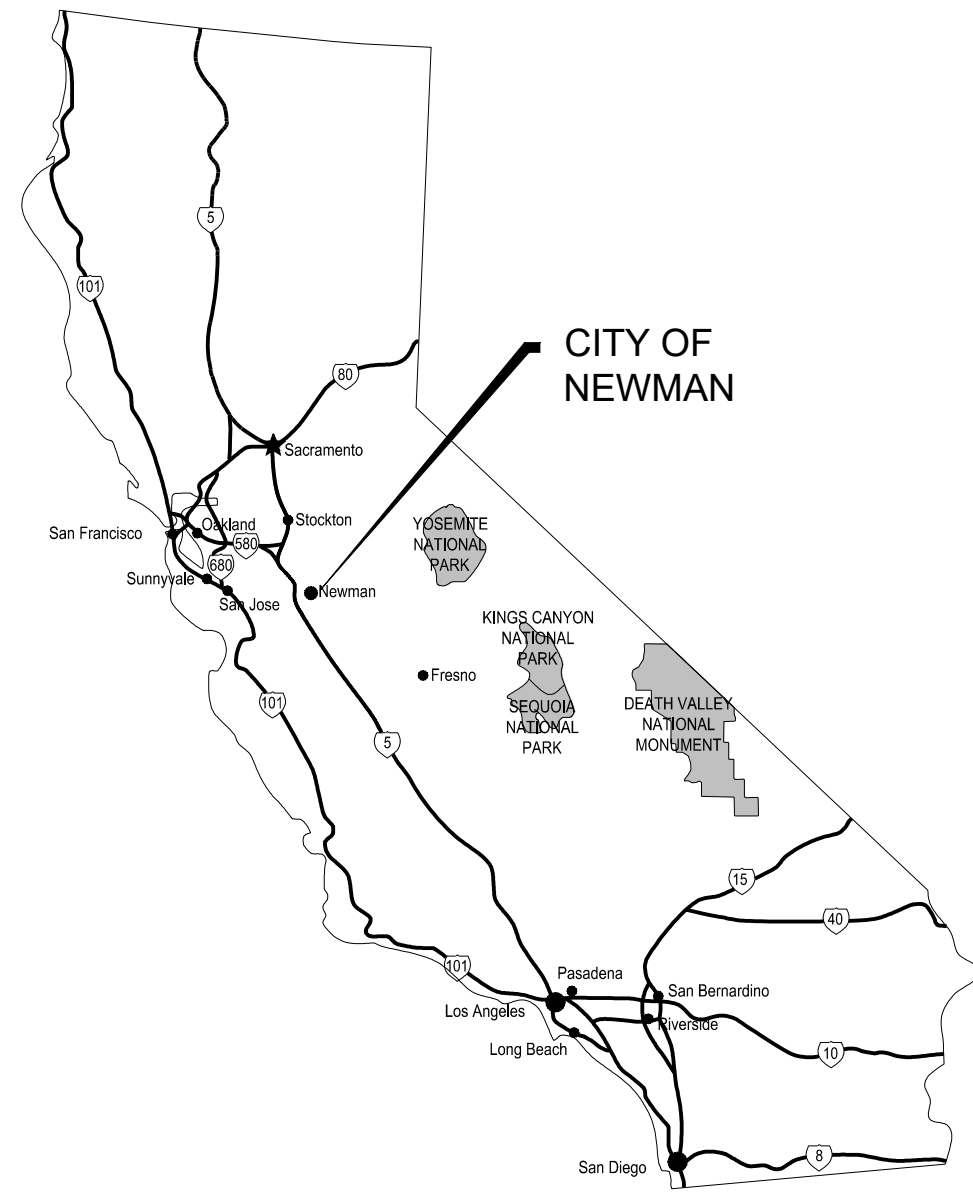 5
101
CITY OF
NEWMAN
80
Sacramento
Stockton
San Francisco
Oakland
580
YOSEMITE
NATIONAL
PARK
680
Sunnyvale
San Jose
Newman
KINGS CANYON
NATIONAL
PARK
Fresno
101
SEQUOIA
NATIONAL
PARK
DEATH VALLEY
NATIONAL
MONUMENT
5
15
40
101
Pasadena
San Bernardino
Los Angeles
Riverside
Long Beach
10
8
San Diego